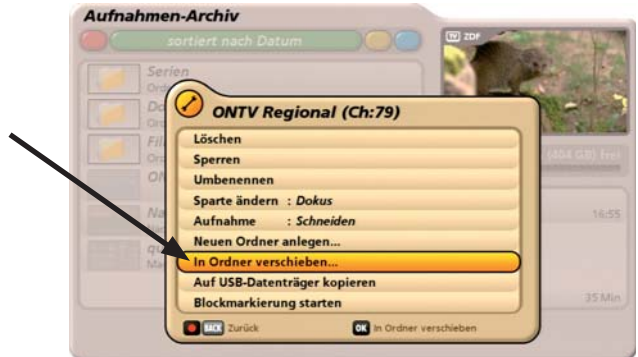 Aufnahmen-Archiv
sortiert nach Datum
TV ZDF
Serien
(404 GB) frei
16:55
35 Min
ONTV Regional (Ch:79)
Löschen
Sperren
Umbenennen
Sparte ändern : Dokus
Aufnahme : Schneiden
Neuen Ordner anlegen...
In Ordner verschieben...
Auf USB-Datenträger kopieren
Blockmarkierung starten
BACK Zurück
OK In Ordner verschieben